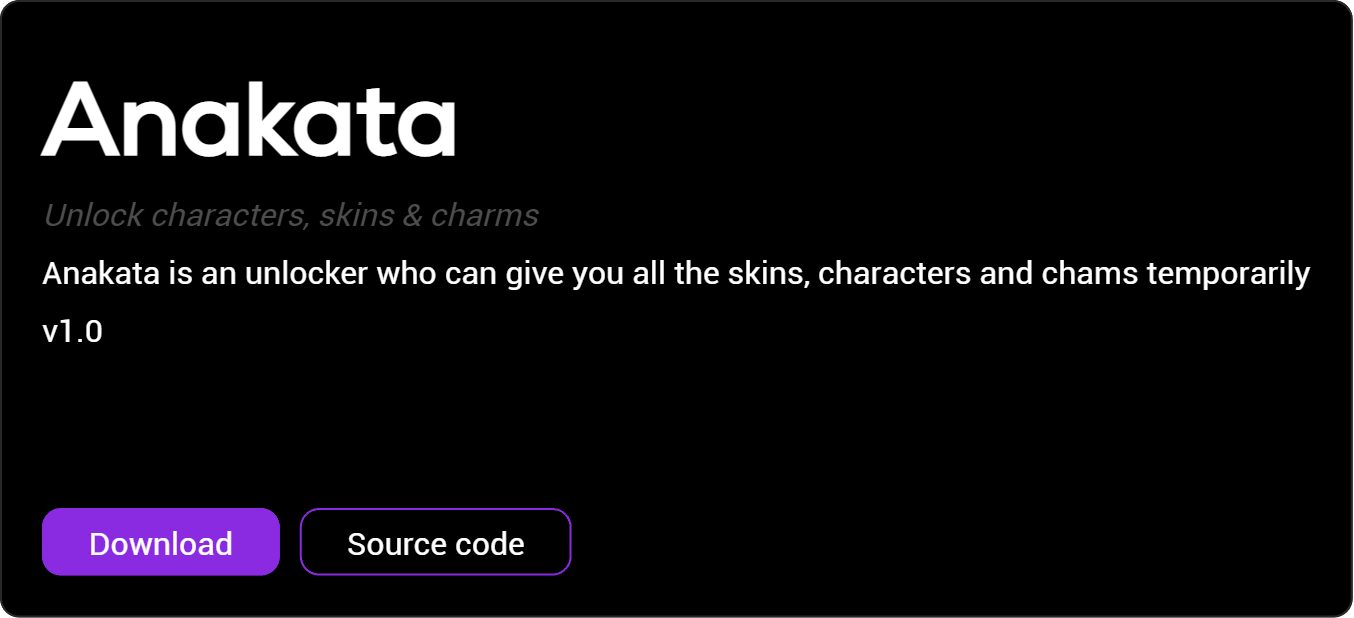 Anakata
Unlock characters, skins & charms
Anakata is an unlocker who can give you all the skins, characters and chams temporarily
v1.0
Download
Source code